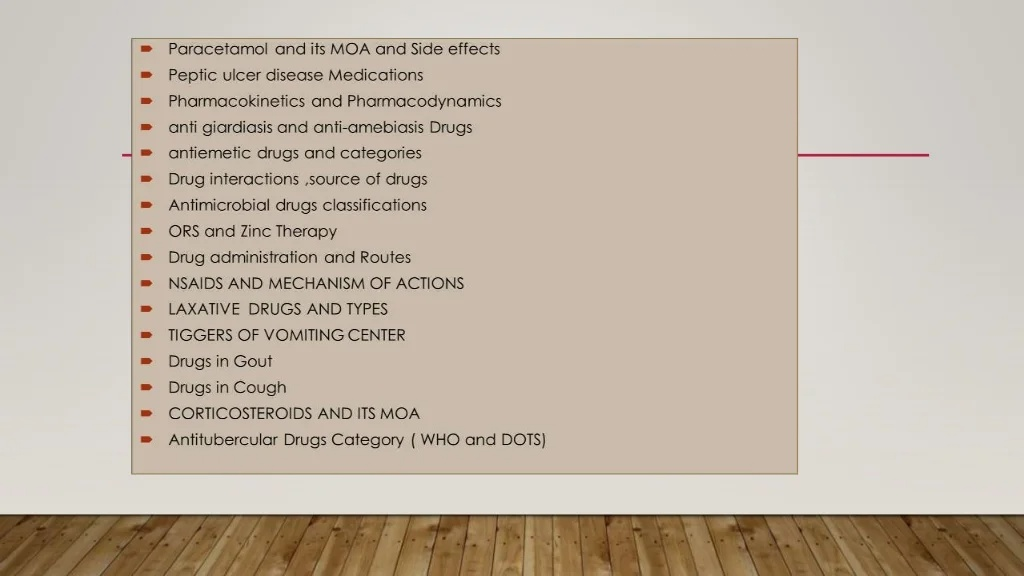 Paracetamol and its MOA and Side effects
Peptic ulcer disease Medications
Pharmacokinetics and Pharmacodynamics
anti giardiasis and anti-amebiasis Drugs
antiemetic drugs and categories
Drug interactions ,source of drugs
Antimicrobial drugs classifications
ORS and Zinc Therapy
Drug administration and Routes
NSAIDS AND MECHANISM OF ACTIONS
LAXATIVE DRUGS AND TYPES
TIGGERS OF VOMITING CENTER
Drugs in Gout
Drugs in Cough
CORTICOSTEROIDS AND ITS MOA
Antitubercular Drugs Category ( WHO and DOTS)